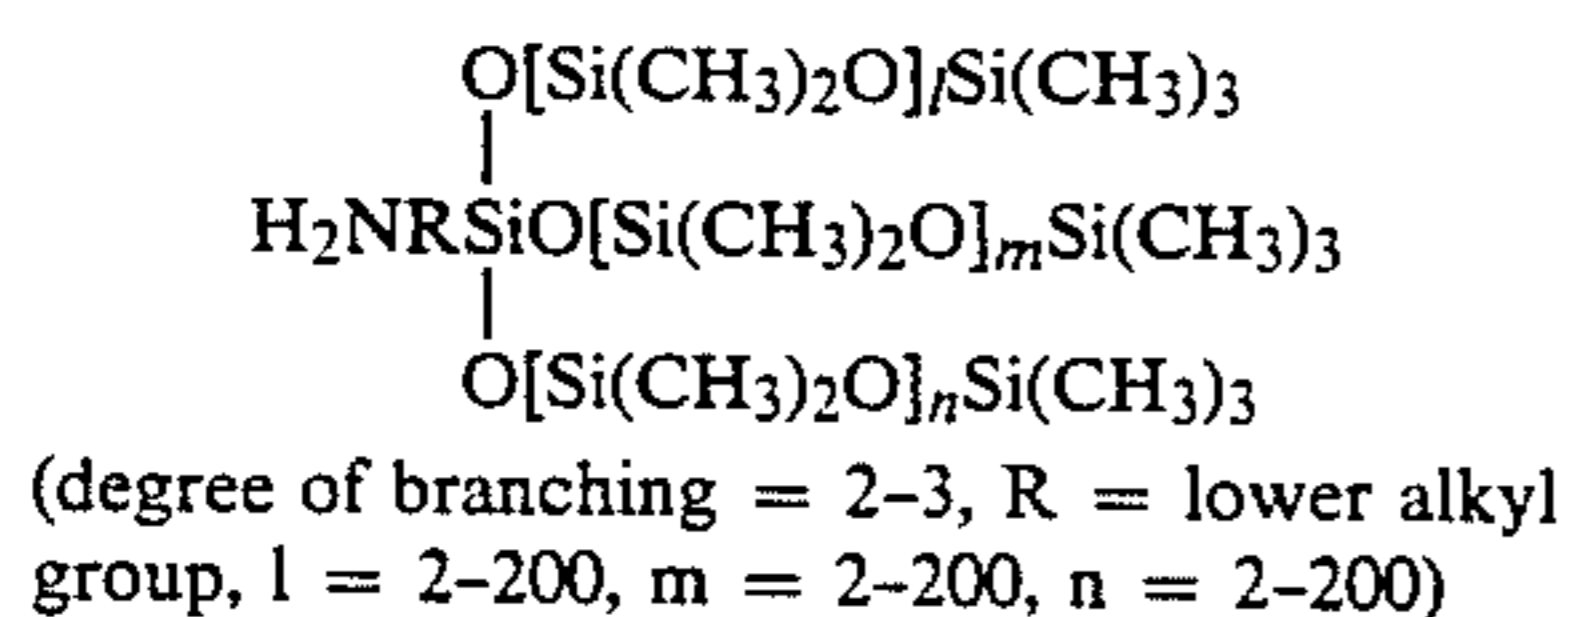 O[Si(CH3)2O]lSi(CH3)3
H2NRSiO[Si(CH3)2O]mSi(CH3)3
O[Si(CH3)2O]nSi(CH3)3
(degree of branching = 2–3, R = lower alkyl
group, l = 2–200, m = 2–200, n = 2–200)